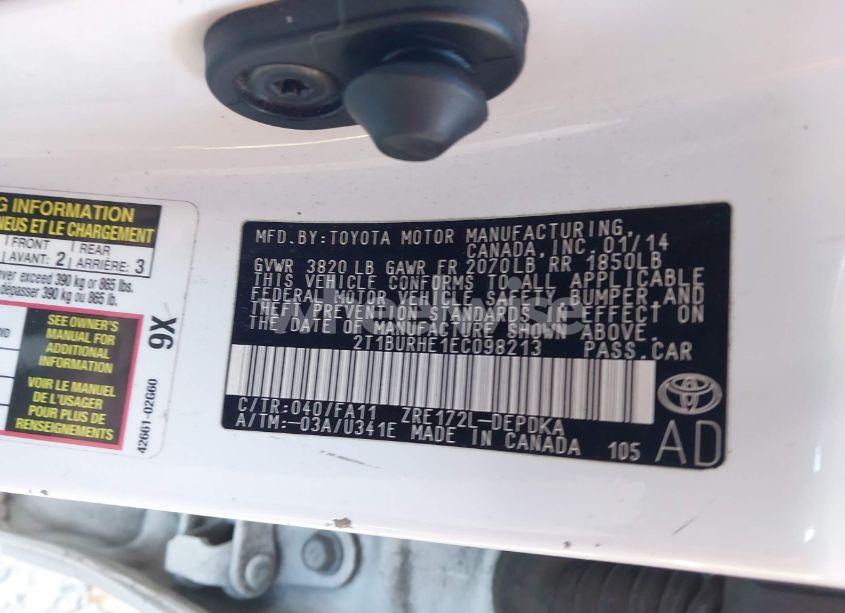 G INFORMATION
NEUS ET LE CHARGEMENT
FRONT
AVANT: 2
REAR
ARRIÈRE: 3
ver exceed 390 kg or 865 lbs.
dépasser 390 kg ou 865 lb.
SEE OWNER'S
MANUAL FOR
ADDITIONAL
INFORMATION
VOIR LE MANUEL
DE L'USAGER
POUR PLUS DE
RENSEIGNEMENTS
9X
42661-02G60
MFD. BY: TOYOTA MOTOR MANUFACTURING,
CANADA, INC. 01/14
GVWR 3820 LB GAWR FR 2070LB RR 1850LB
THIS VEHICLE CONFORMS TO ALL APPLICABLE
FEDERAL MOTOR VEHICLE SAFETY, BUMPER, AND
THEFT PREVENTION STANDARDS IN EFFECT ON
THE DATE OF MANUFACTURE SHOWN ABOVE.
2T1BURHE1EC098213 PASS.CAR
C/TR:040/FA11 ZRE172L-DEPDKA
A/TM:-03A/U341E MADE IN CANADA 105
AD